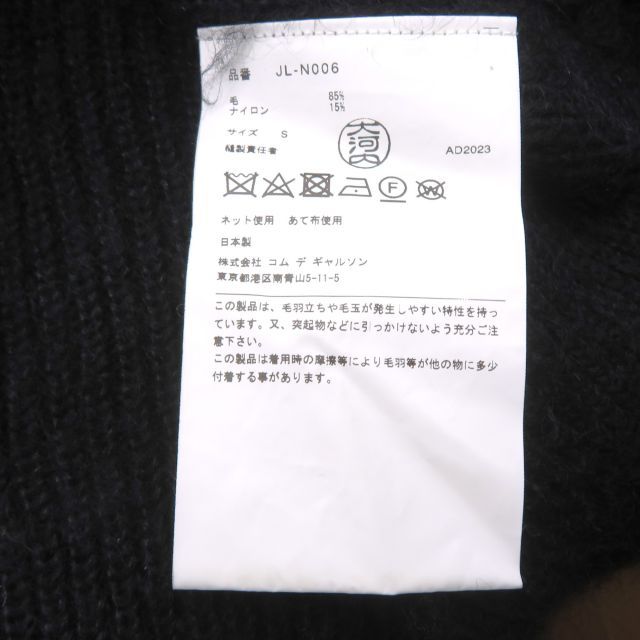 品番 JL-N006
毛 85%
ナイロン 15%
サイズ S
縫製責任者 大河内 AD2023
F W
ネット使用 あて布使用
日本製
株式会社 コム デ ギャルソン
東京都港区南青山5-11-5
この製品は、毛羽立ちや毛玉が発生しやすい特性を持っ
ています。又、突起物などに引っかけないよう充分ご注
意下さい。
この製品は着用時の摩擦等により毛羽等が他の物に多少
付着する事があります。